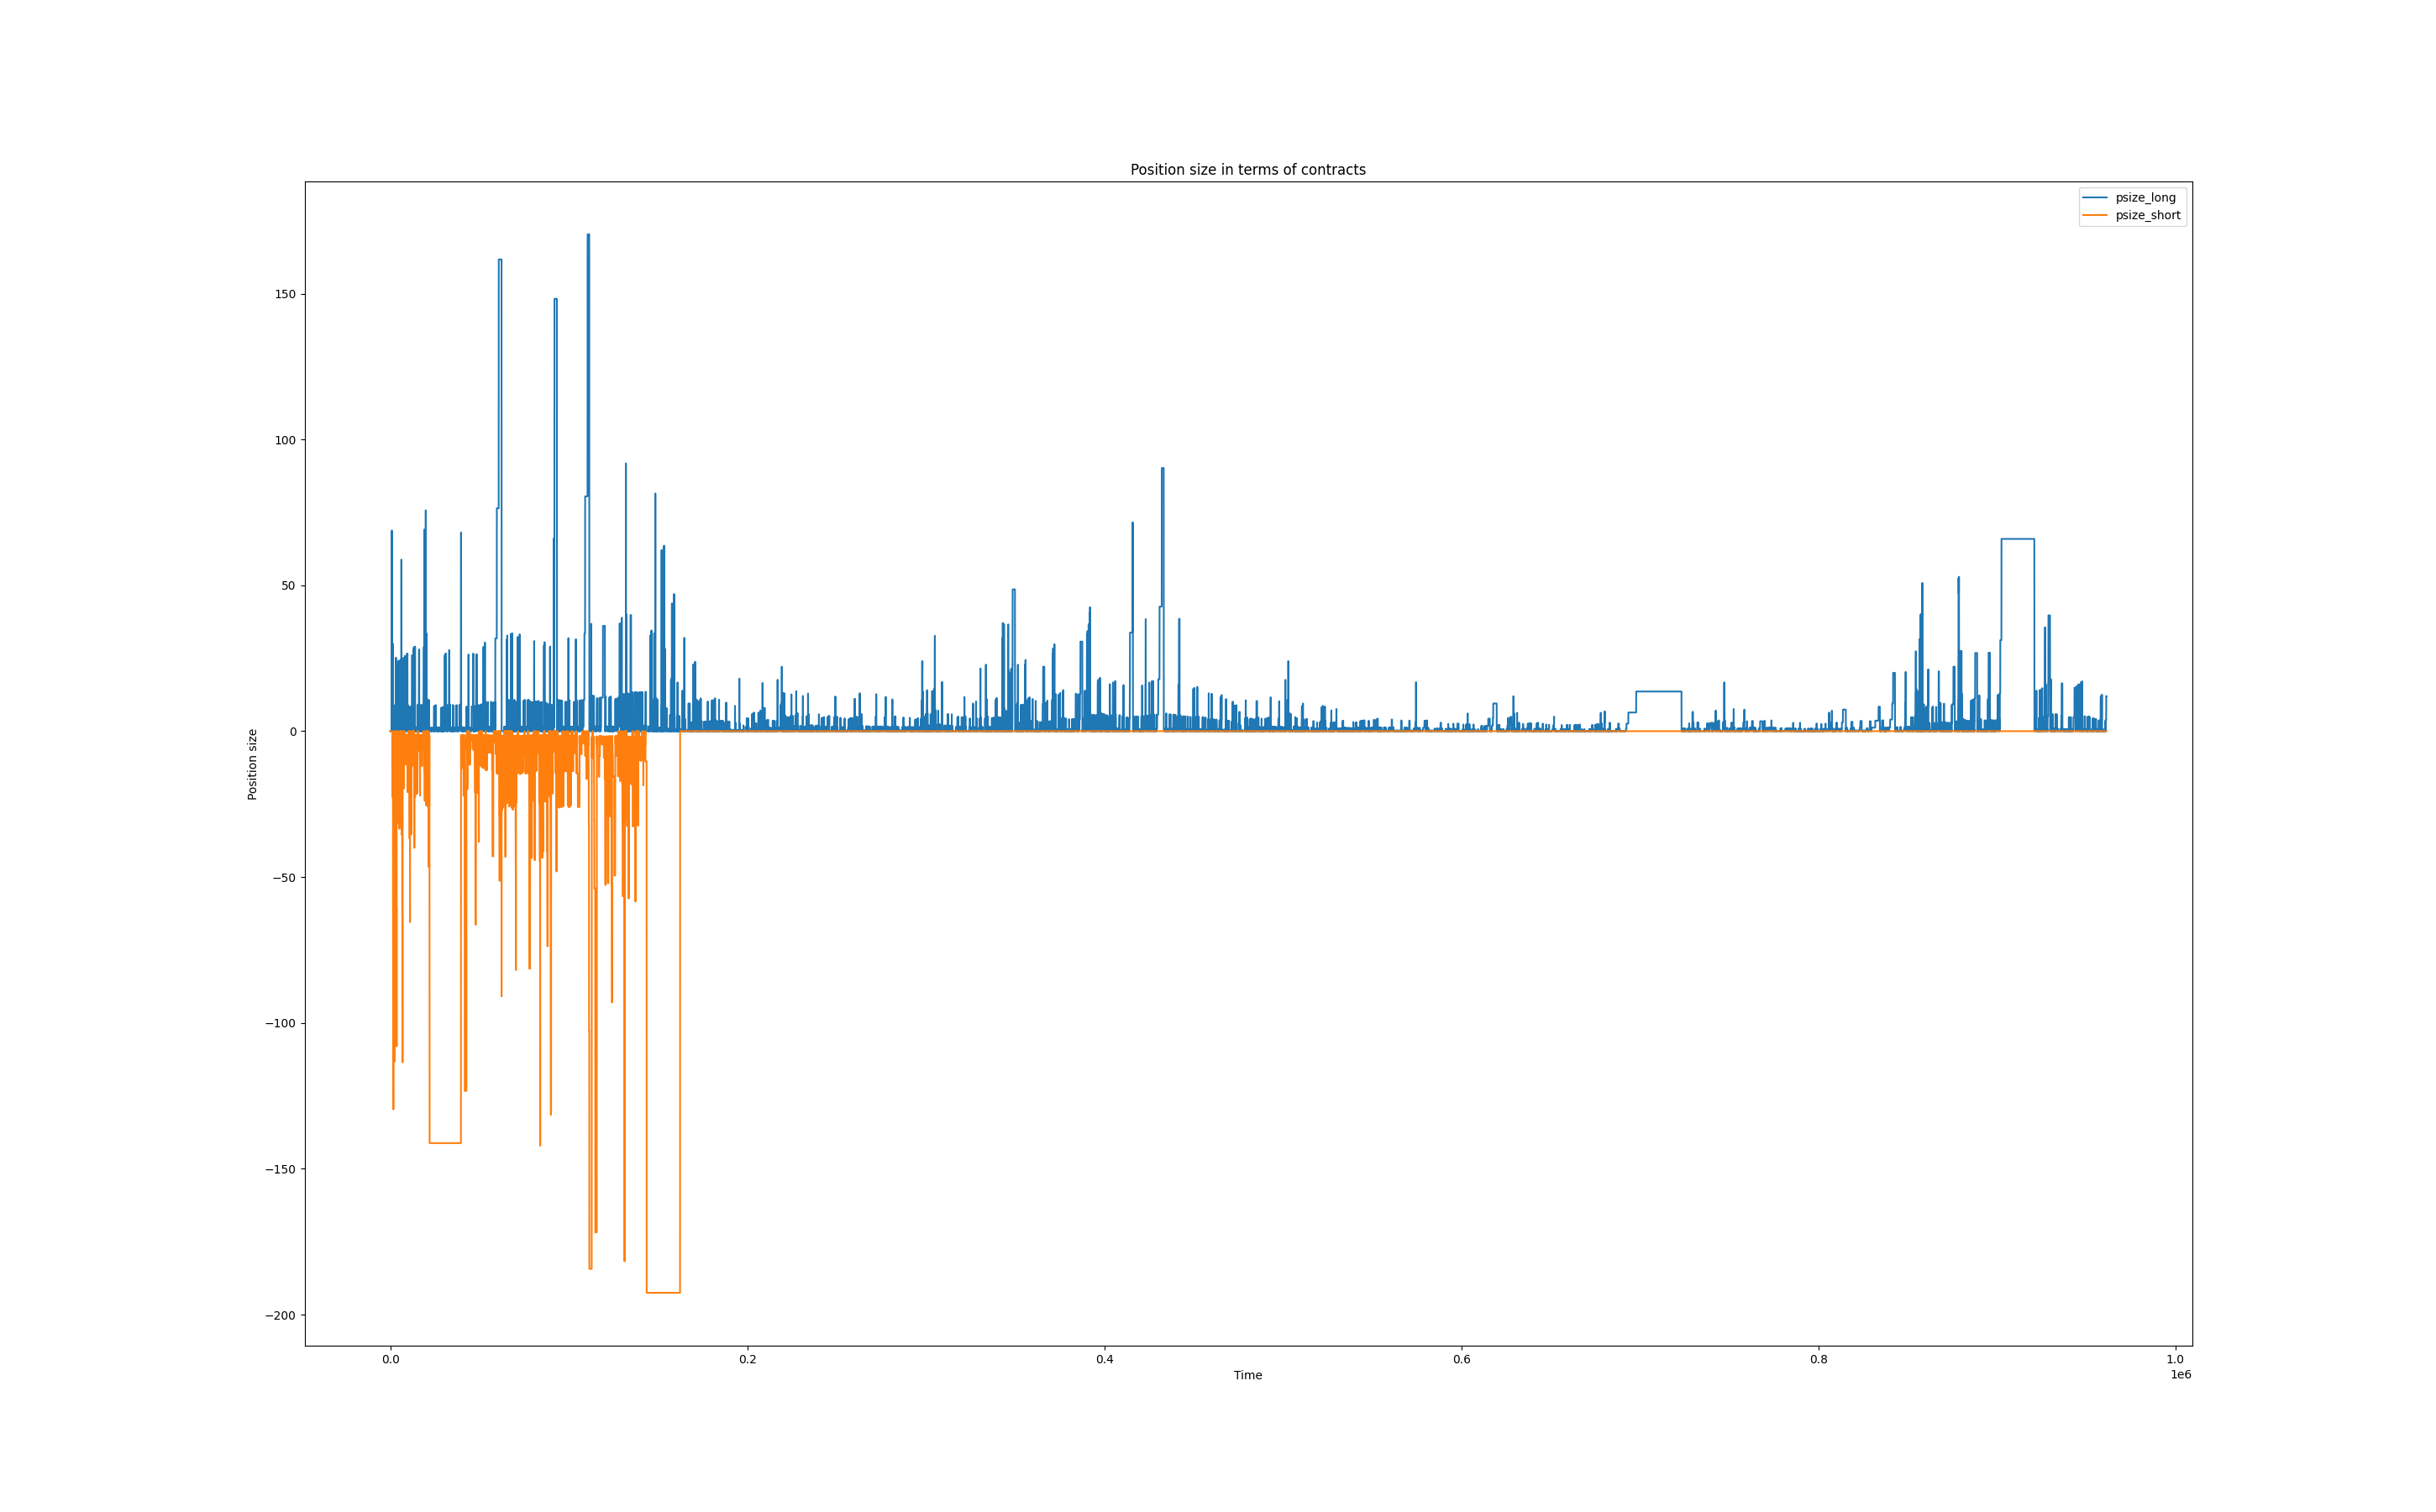 Position size in terms of contracts
psize_long
psize_short
150
100
50
0
−50
−100
−150
−200
Position size
0.0
0.2
0.4
0.6
0.8
1.0
1e6
Time